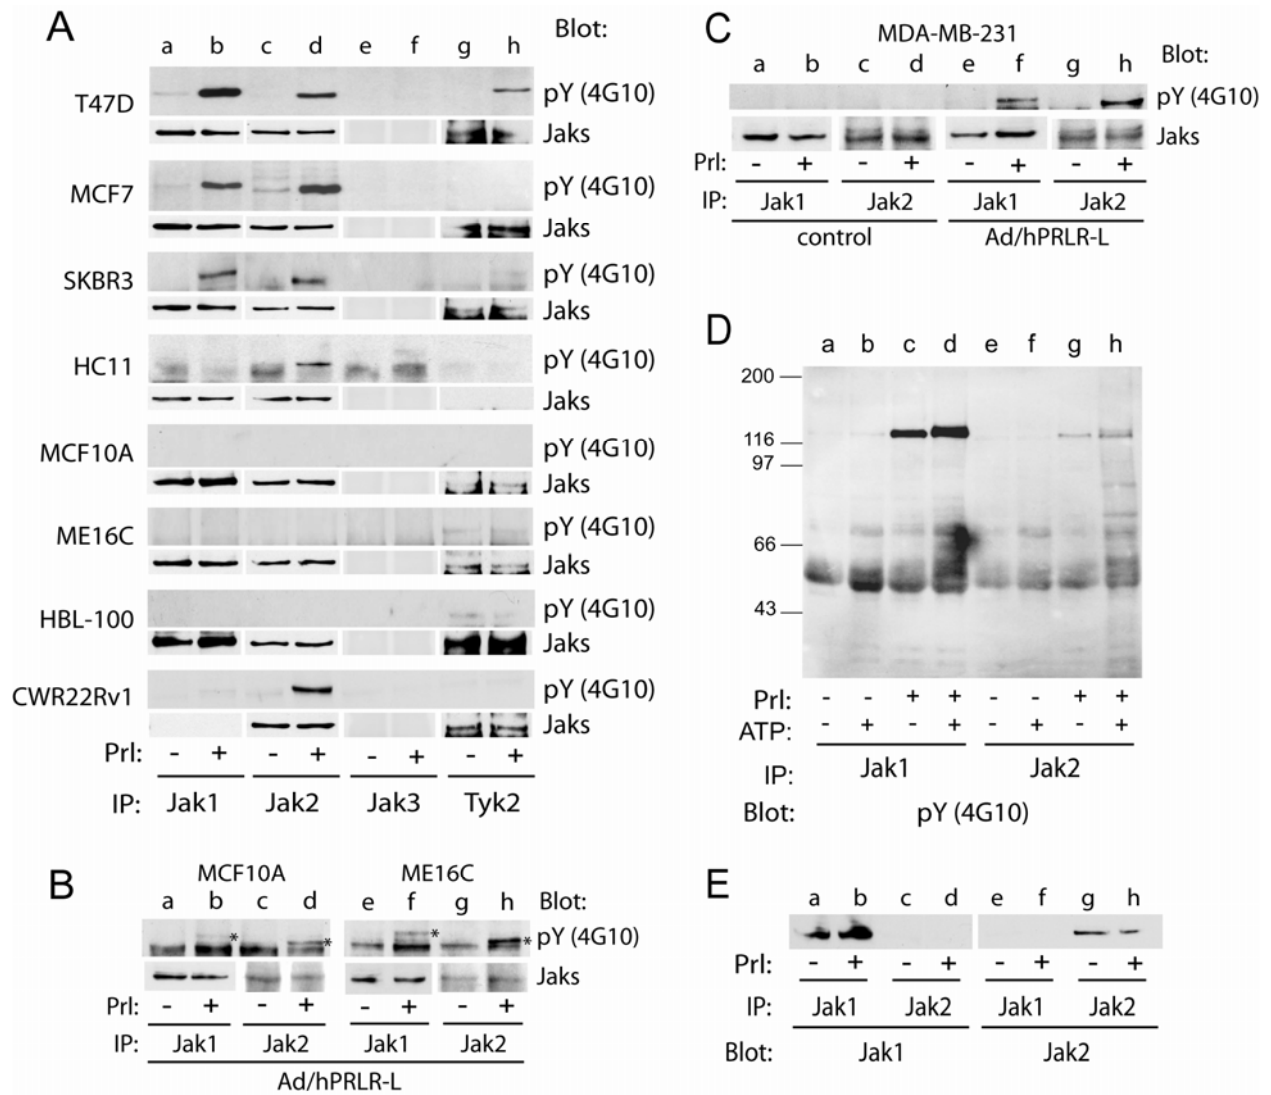 A
a b c d e f g h Blot:
T47D pY (4G10)
Jaks
MCF7 pY (4G10)
Jaks
SKBR3 pY (4G10)
Jaks
HC11 pY (4G10)
Jaks
MCF10A pY (4G10)
Jaks
ME16C pY (4G10)
Jaks
HBL-100 pY (4G10)
Jaks
CWR22Rv1 pY (4G10)
Jaks
Prl: - + - + - + - +
IP: Jak1 Jak2 Jak3 Tyk2
B
MCF10A ME16C
a b c d e f g h Blot:
* * * * pY (4G10)
Jaks
Prl: - + - + - + - +
IP: Jak1 Jak2 Jak1 Jak2
Ad/hPRLR-L
C
MDA-MB-231
a b c d e f g h Blot:
pY (4G10)
Jaks
Prl: - + - + - + - +
IP: Jak1 Jak2 Jak1 Jak2
control Ad/hPRLR-L
D
a b c d e f g h
200
116
97
66
43
Prl: - - + + - - + +
ATP: - + - + - + - +
IP: Jak1 Jak2
Blot: pY (4G10)
E
a b c d e f g h
Prl: - + - + - + - +
IP: Jak1 Jak2 Jak1 Jak2
Blot: Jak1 Jak2